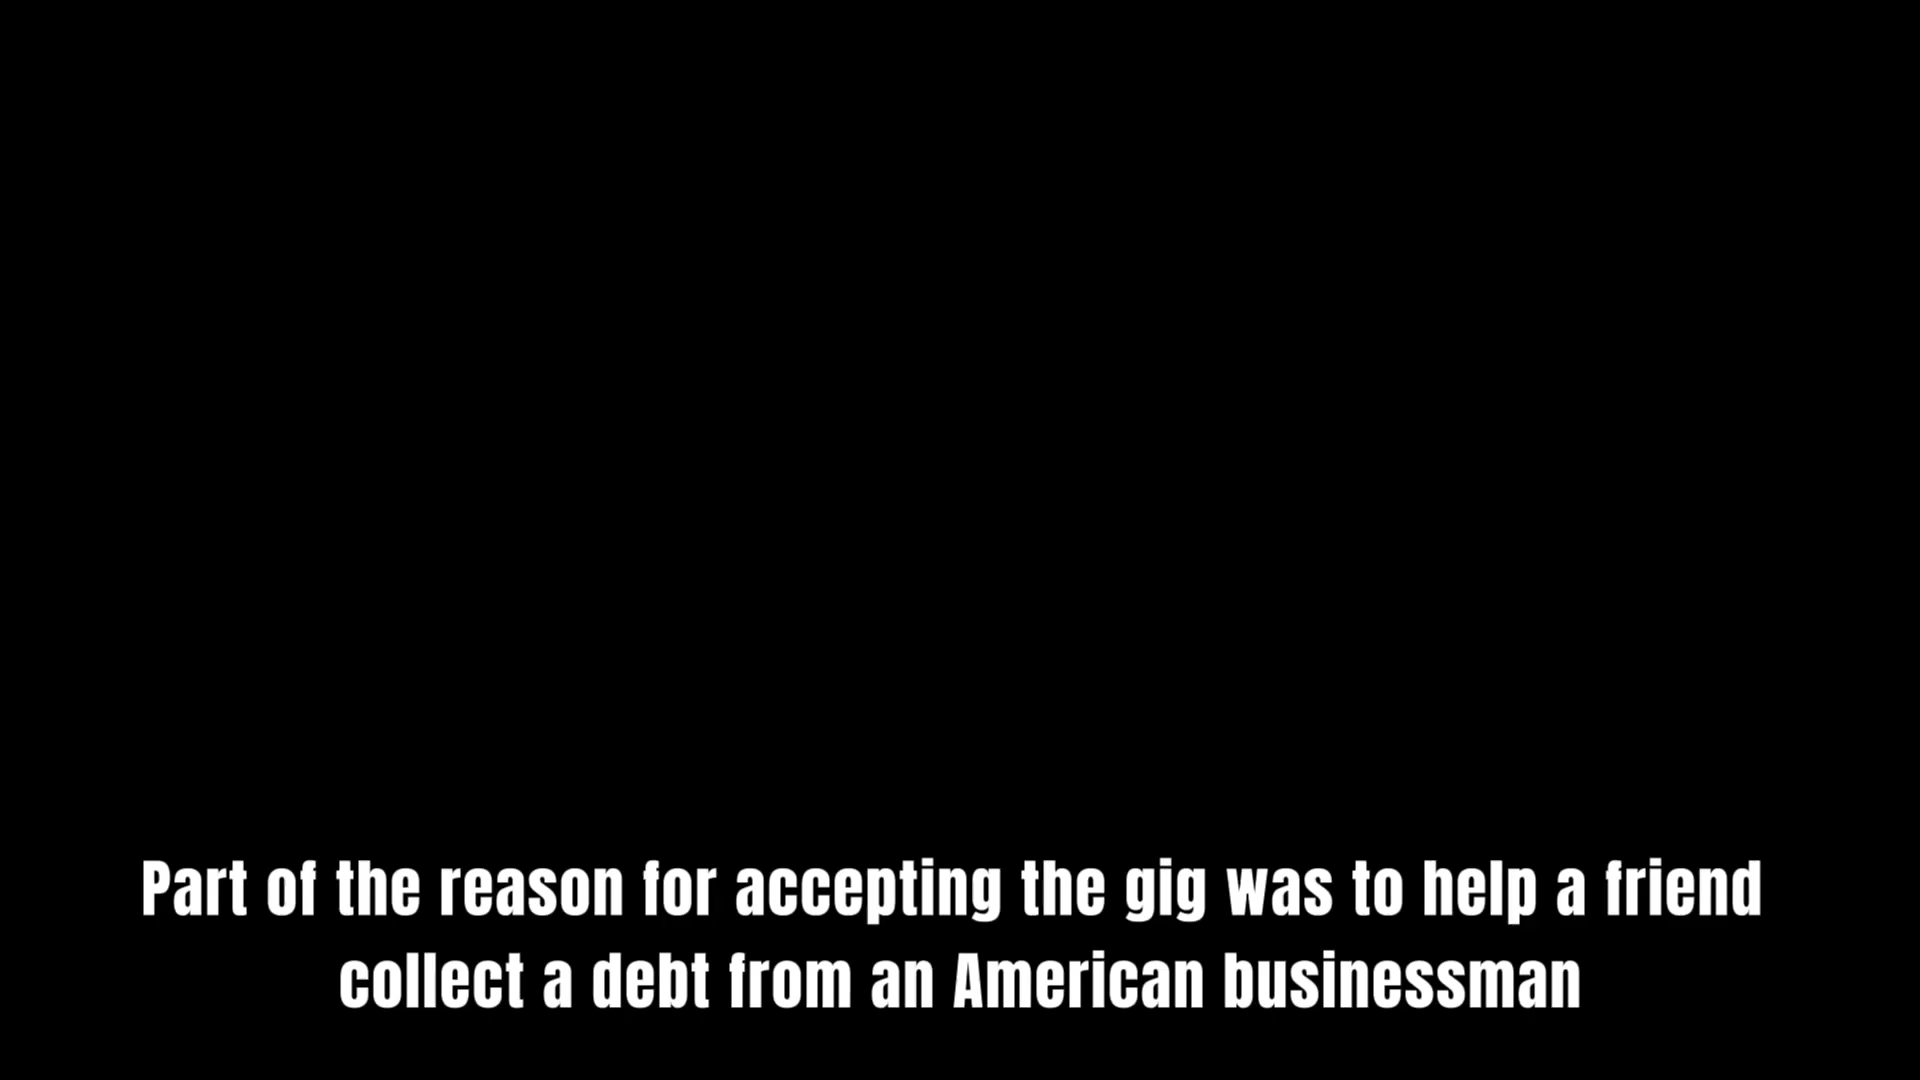 Part of the reason for accepting the gig was to help a friend
collect a debt from an American businessman